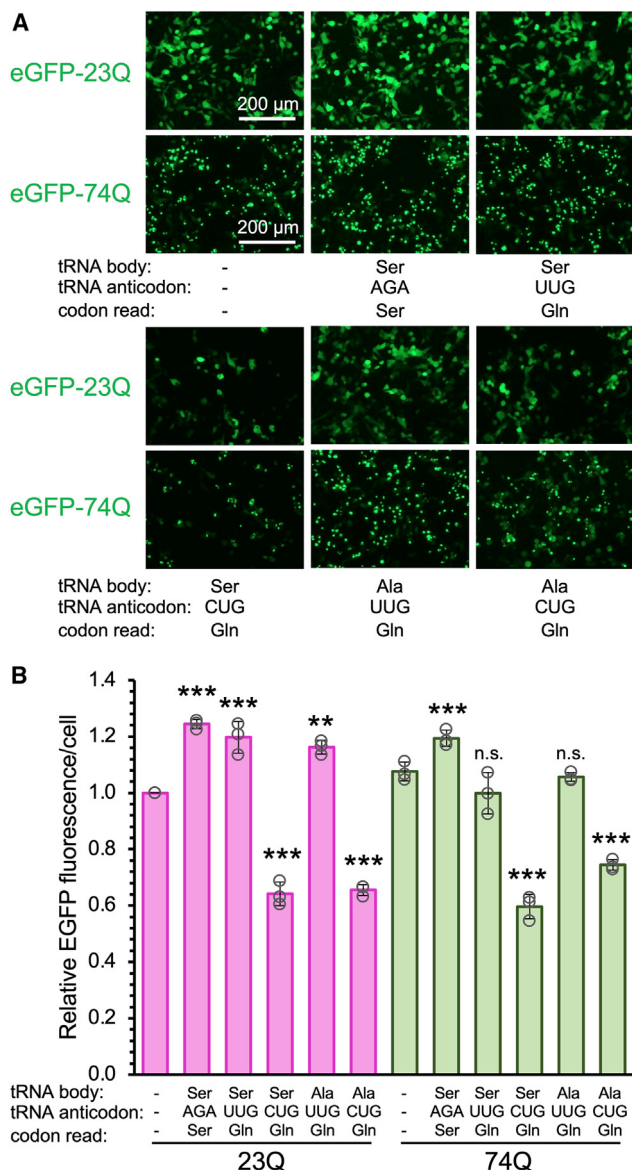 A
eGFP-23Q
200 µm
eGFP-74Q
200 µm
tRNA body: - Ser Ser
tRNA anticodon: - AGA UUG
codon read: - Ser Gln
eGFP-23Q
eGFP-74Q
tRNA body: Ser Ala Ala
tRNA anticodon: CUG UUG CUG
codon read: Gln Gln Gln
B
Relative EGFP fluorescence/cell
1.4
1.2
1.0
0.8
0.6
0.4
0.2
0.0
*** *** *** ** *** *** n.s. *** n.s. ***
tRNA body: - Ser Ser Ser Ala Ala - Ser Ser Ser Ala Ala
tRNA anticodon: - AGA UUG CUG UUG CUG - AGA UUG CUG UUG CUG
codon read: - Ser Gln Gln Gln Gln - Ser Gln Gln Gln Gln
23Q 74Q